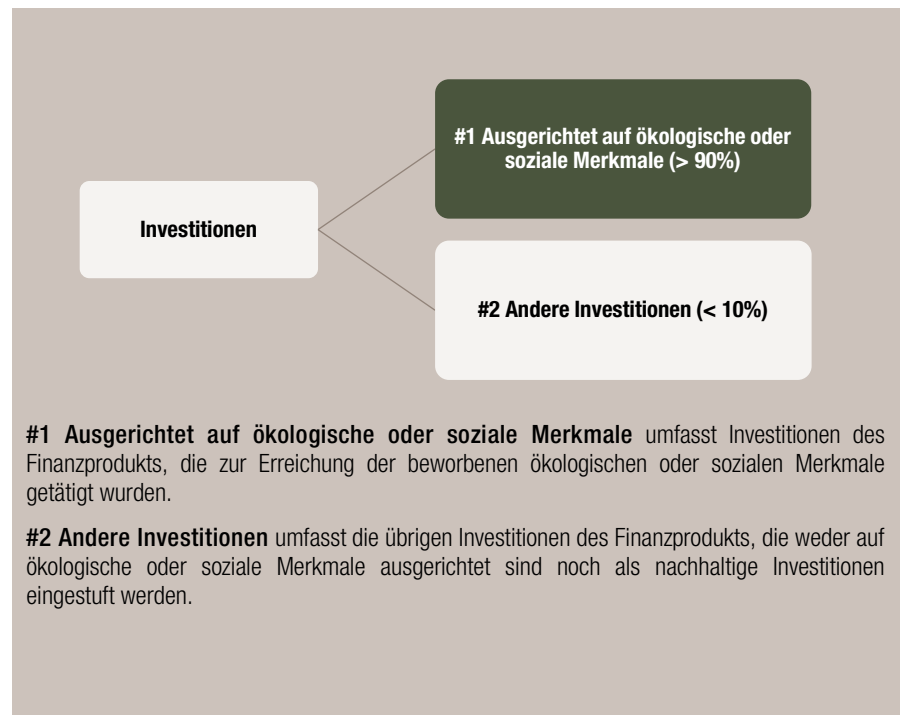 #1 Ausgerichtet auf ökologische oder
soziale Merkmale (> 90%)
Investitionen
#2 Andere Investitionen (< 10%)
#1 Ausgerichtet auf ökologische oder soziale Merkmale umfasst Investitionen des
Finanzprodukts, die zur Erreichung der beworbenen ökologischen oder sozialen Merkmale
getätigt wurden.
#2 Andere Investitionen umfasst die übrigen Investitionen des Finanzprodukts, die weder auf
ökologische oder soziale Merkmale ausgerichtet sind noch als nachhaltige Investitionen
eingestuft werden.